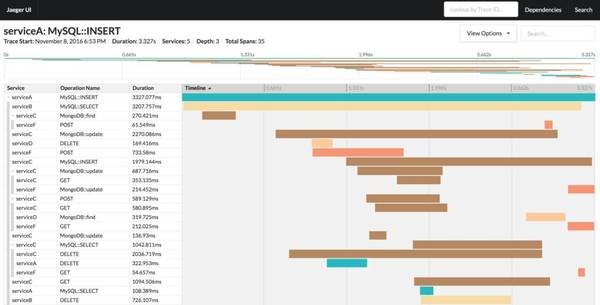 Jaeger UI Lookup by Trace ID... Dependencies Search
serviceA: MySQL::INSERT
View Options Search...
Trace Start: November 8, 2016 6:53 PM Duration: 3.327s Services: 5 Depth: 3 Total Spans: 35
0s 0.665s 1.331s 1.996s 2.662s 3.327s
Service Operation Name Duration Timeline 0.665s 1.331s 1.996s 2.662s 3.327s
serviceA MySQL::INSERT 3327.077ms
serviceB MySQL::SELECT 3207.757ms
serviceC MongoDB::find 270.421ms
serviceF POST 61.549ms
serviceC MongoDB::update 2270.086ms
serviceD DELETE 169.416ms
serviceF POST 733.58ms
serviceC MySQL::INSERT 1979.144ms
serviceC MongoDB::update 687.716ms
serviceC GET 353.135ms
serviceF MongoDB::update 214.452ms
serviceC POST 589.129ms
serviceC GET 580.895ms
serviceD MongoDB::find 319.725ms
serviceF GET 212.025ms
serviceC MongoDB::update 136.93ms
serviceC MySQL::SELECT 1042.811ms
serviceC DELETE 2036.719ms
serviceA DELETE 322.953ms
serviceF GET 54.657ms
serviceC GET 1094.506ms
serviceA MySQL::SELECT 108.389ms
serviceB DELETE 726.107ms